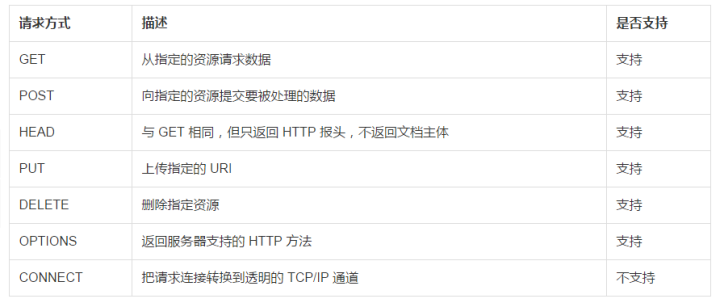 请求方式 描述 是否支持
GET 从指定的资源请求数据 支持
POST 向指定的资源提交要被处理的数据 支持
HEAD 与 GET 相同，但只返回 HTTP 报头，不返回文档主体 支持
PUT 上传指定的 URI 支持
DELETE 删除指定资源 支持
OPTIONS 返回服务器支持的 HTTP 方法 支持
CONNECT 把请求连接转换到透明的 TCP/IP 通道 不支持